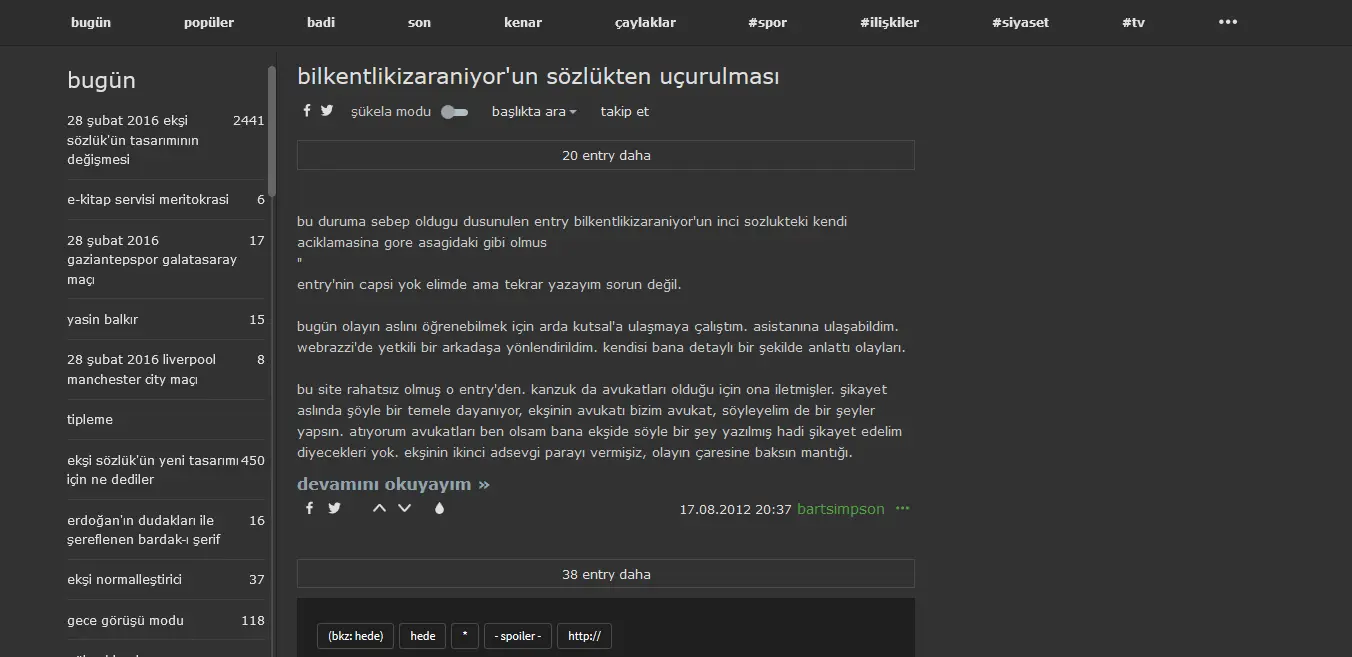 bugün popüler badi son kenar çaylaklar #spor #ilişkiler #siyaset #tv •••
bugün
28 şubat 2016 ekşi 2441
sözlük'ün tasarımının
değişmesi
e-kitap servisi meritokrasi 6
28 şubat 2016 17
gaziantepspor galatasaray
maçı
yasin balkır 15
28 şubat 2016 liverpool 8
manchester city maçı
tipleme
ekşi sözlük'ün yeni tasarımı 450
için ne dediler
erdoğan'ın dudakları ile 16
şereflenen bardak-ı şerif
ekşi normalleştirici 37
gece görüşü modu 118
bilkentlikizaraniyor'un sözlükten uçurulması
şükela modu başlıkta ara takip et
20 entry daha
bu duruma sebep oldugu dusunulen entry bilkentlikizaraniyor'un inci sozlukteki kendi
aciklamasina gore asagidaki gibi olmus
"
entry'nin capsi yok elimde ama tekrar yazayım sorun değil.
bugün olayın aslını öğrenebilmek için arda kutsal'a ulaşmaya çalıştım. asistanına ulaşabildim.
webrazzi'de yetkili bir arkadaşa yönlendirildim. kendisi bana detaylı bir şekilde anlattı olayları.
bu site rahatsız olmuş o entry'den. kanzuk da avukatları olduğu için ona iletmişler. şikayet
aslında şöyle bir temele dayanıyor, ekşinin avukatı bizim avukat, söyleyelim de bir şeyler
yapsın. atıyorum avukatları ben olsam bana ekşide söyle bir şey yazılmış hadi şikayet edelim
diyecekleri yok. ekşinin ikinci adsevgi parayı vermişiz, olayın çaresine baksın mantığı.
devamını okuyayım »
17.08.2012 20:37 bartsimpson •••
38 entry daha
(bkz: hede) hede * - spoiler - http://